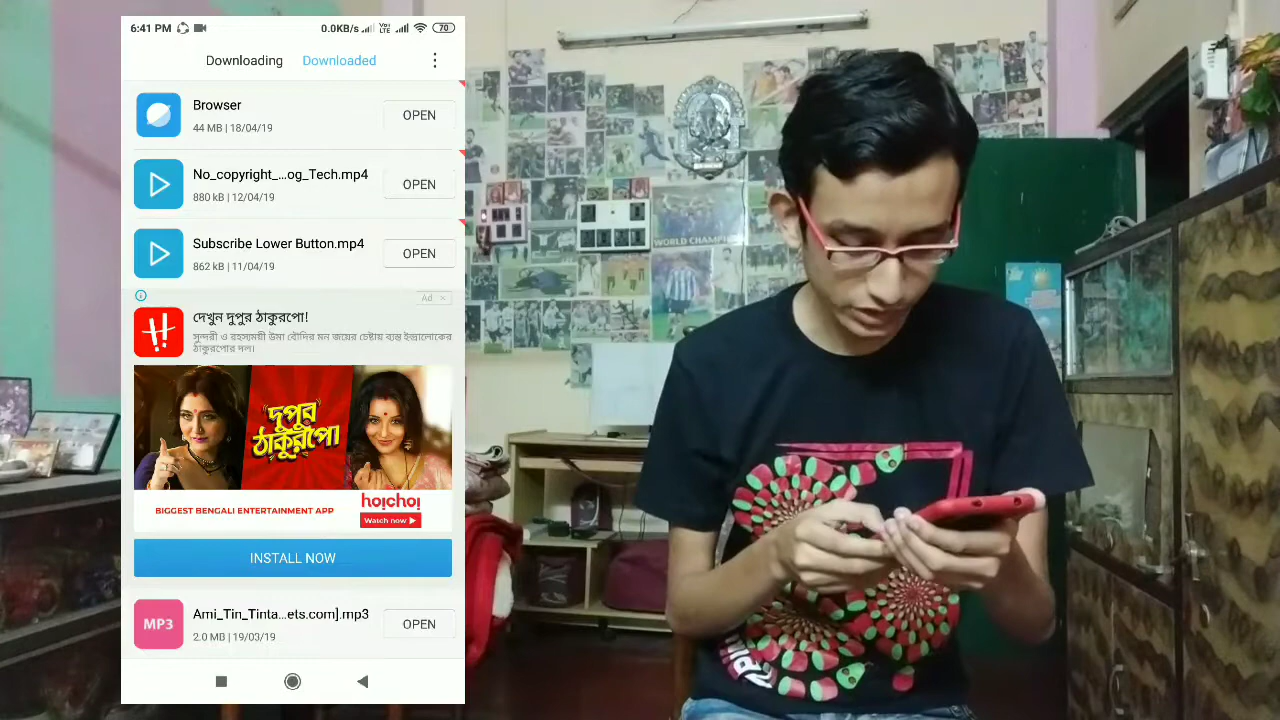 6:41 PM 0.0KB/s Vo LTE 70
Downloading Downloaded
Browser
44 MB | 18/04/19
OPEN
No_copyright_...og_Tech.mp4
880 kB | 12/04/19
OPEN
Subscribe Lower Button.mp4
862 kB | 11/04/19
OPEN
Ad
দেখুন দুপুর ঠাকুরপো!
সুন্দরী ও রহস্যময়ী উমা বৌদির মন জয়ের চেষ্টায় ব্যস্ত ইন্দ্রালোকের
ঠাকুরপোর দল।
দুপুর
ঠাকুরপো
BIGGEST BENGALI ENTERTAINMENT APP
hoichoi
Watch now
INSTALL NOW
MP3
Ami_Tin_Tinta...ets.com].mp3
2.0 MB | 19/03/19
OPEN
WORLD CHAMPI